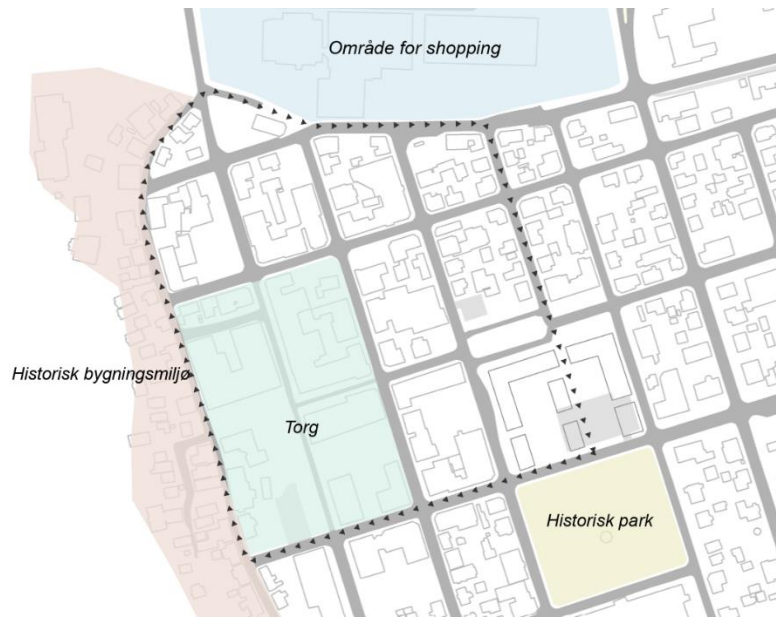 Område for shopping
Historisk bygningsmiljø
Torg
Historisk park